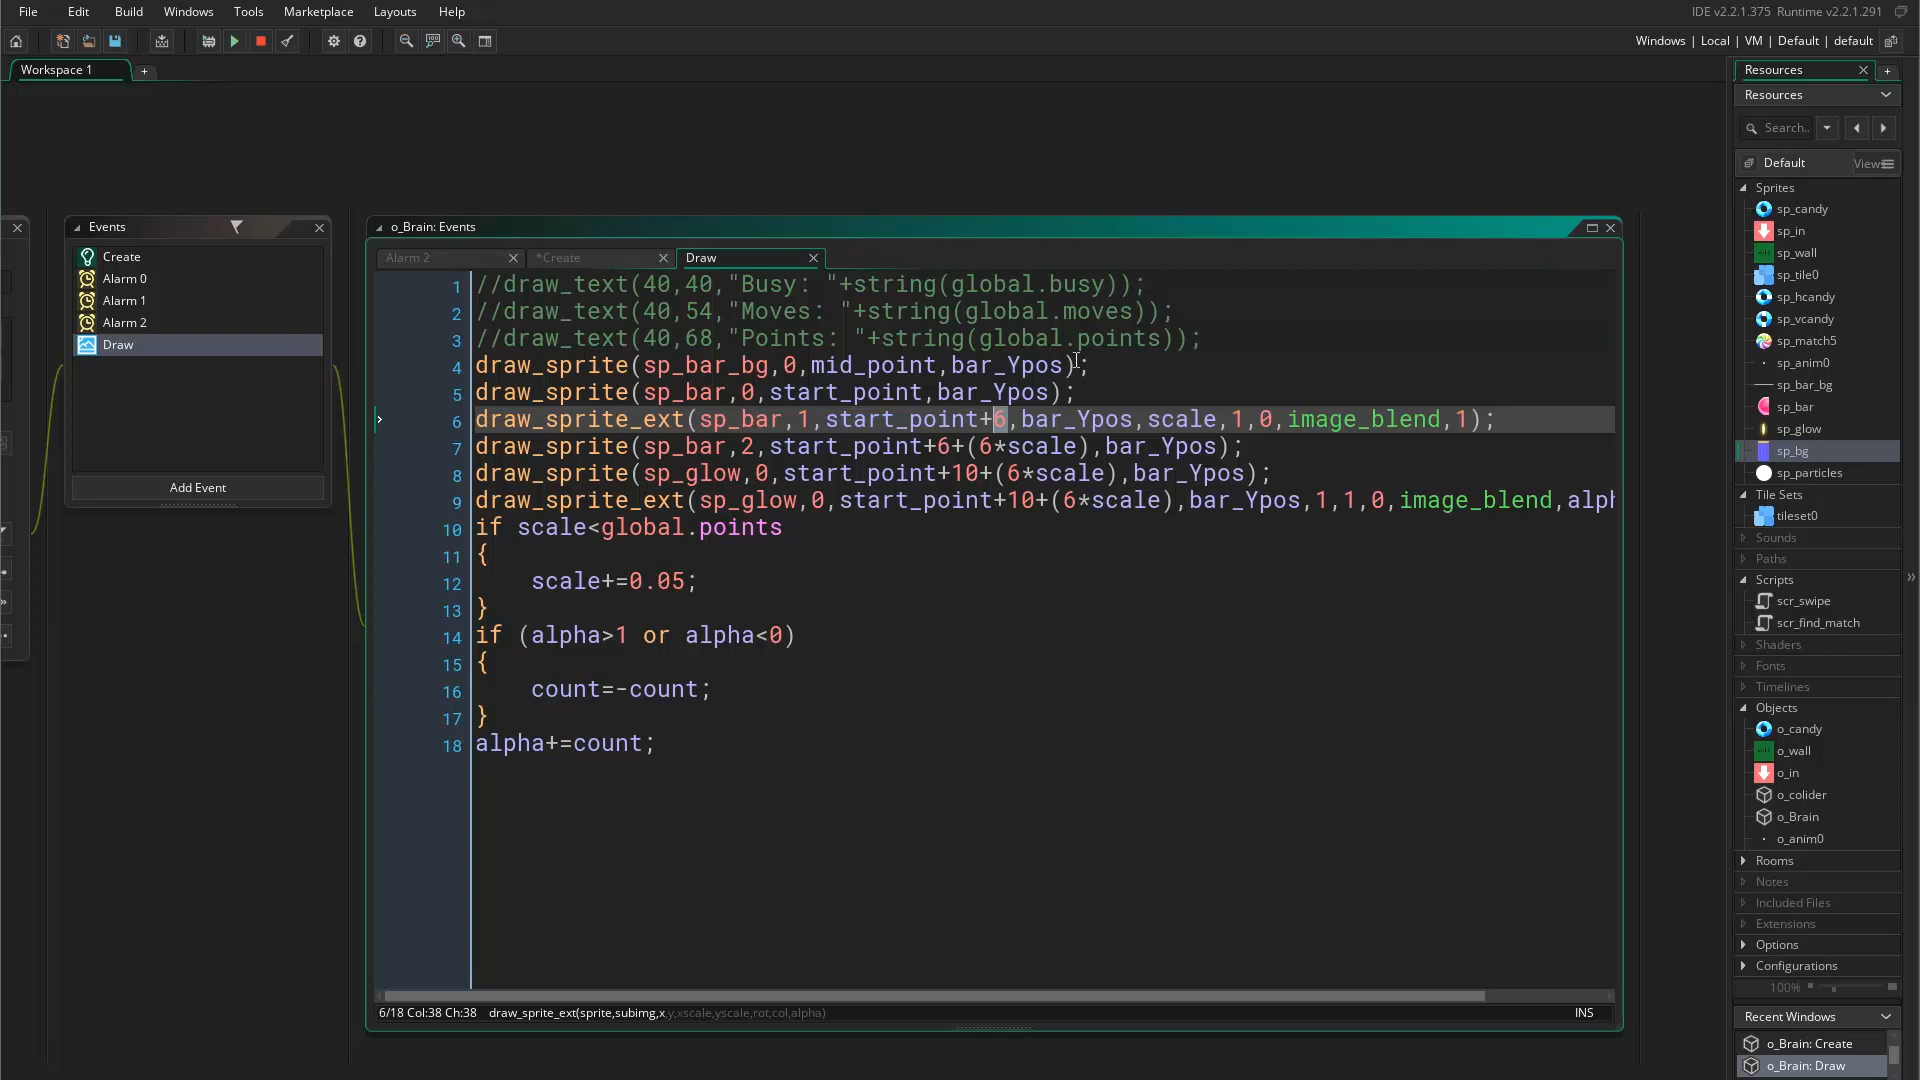 File Edit Build Windows Tools Marketplace Layouts Help
IDE v2.2.1.375 Runtime v2.2.1.291
Windows | Local | VM | Default | default
Workspace 1
Events
Create
Alarm 0
Alarm 1
Alarm 2
Draw
Add Event
o_Brain: Events
Alarm 2 *Create Draw
1 //draw_text(40,40,"Busy: "+string(global.busy));
2 //draw_text(40,54,"Moves: "+string(global.moves));
3 //draw_text(40,68,"Points: "+string(global.points));
4 draw_sprite(sp_bar_bg,0,mid_point,bar_Ypos);
5 draw_sprite(sp_bar,0,start_point,bar_Ypos);
6 draw_sprite_ext(sp_bar,1,start_point+6,bar_Ypos,scale,1,0,image_blend,1);
7 draw_sprite(sp_bar,2,start_point+6+(6*scale),bar_Ypos);
8 draw_sprite(sp_glow,0,start_point+10+(6*scale),bar_Ypos);
9 draw_sprite_ext(sp_glow,0,start_point+10+(6*scale),bar_Ypos,1,1,0,image_blend,alph
10 if scale<global.points
11 {
12 scale+=0.05;
13 }
14 if (alpha>1 or alpha<0)
15 {
16 count=-count;
17 }
18 alpha+=count;
6/18 Col:38 Ch:38 draw_sprite_ext(sprite,subimg,x,y,xscale,yscale,rot,col,alpha)
INS
Resources
Resources
Search..
Default
Views
Sprites
sp_candy
sp_in
sp_wall
sp_tile0
sp_hcandy
sp_vcandy
sp_match5
sp_anim0
sp_bar_bg
sp_bar
sp_glow
sp_bg
sp_particles
Tile Sets
tileset0
Sounds
Paths
Scripts
scr_swipe
scr_find_match
Shaders
Fonts
Timelines
Objects
o_candy
o_wall
o_in
o_colider
o_Brain
o_anim0
Rooms
Notes
Included Files
Extensions
Options
Configurations
100%
Recent Windows
o_Brain: Create
o_Brain: Draw